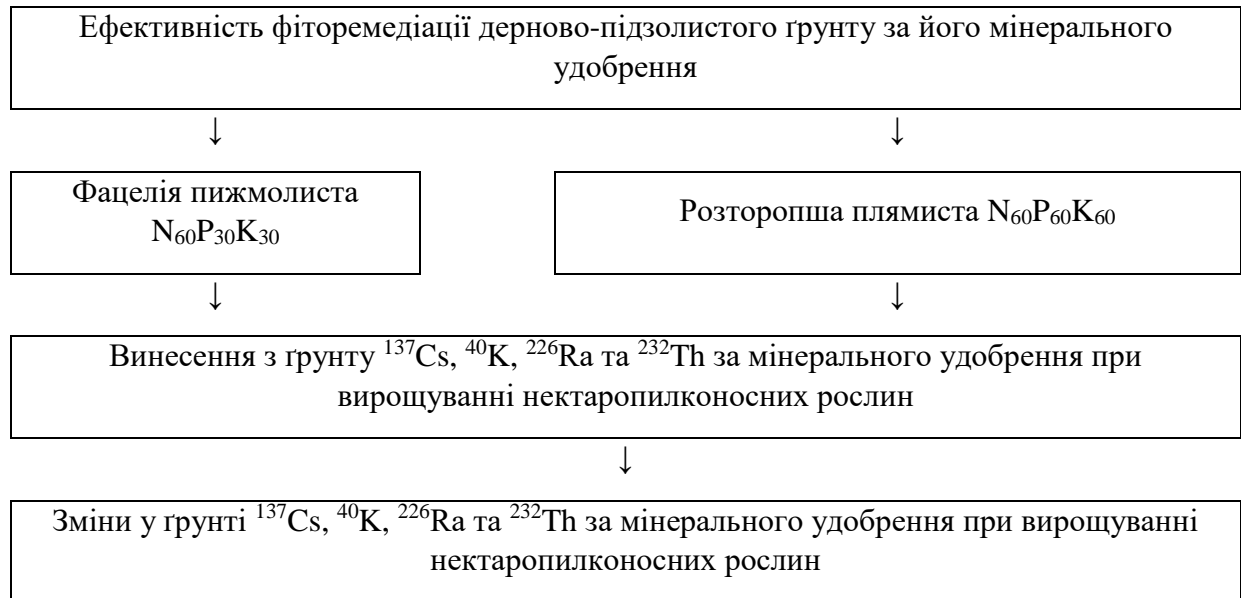 Ефективність фіторемедіації дерново-підзолистого ґрунту за його мінерального
удобрення
↓ ↓
Фацелія пижмолиста
N₆₀P₃₀K₃₀
Розторопша плямиста N₆₀P₆₀K₆₀
↓ ↓
Винесення з ґрунту ¹³⁷Cs, ⁴⁰K, ²²⁶Ra та ²³²Th за мінерального удобрення при
вирощуванні нектаропилконосних рослин
↓
Зміни у ґрунті ¹³⁷Cs, ⁴⁰K, ²²⁶Ra та ²³²Th за мінерального удобрення при вирощуванні
нектаропилконосних рослин